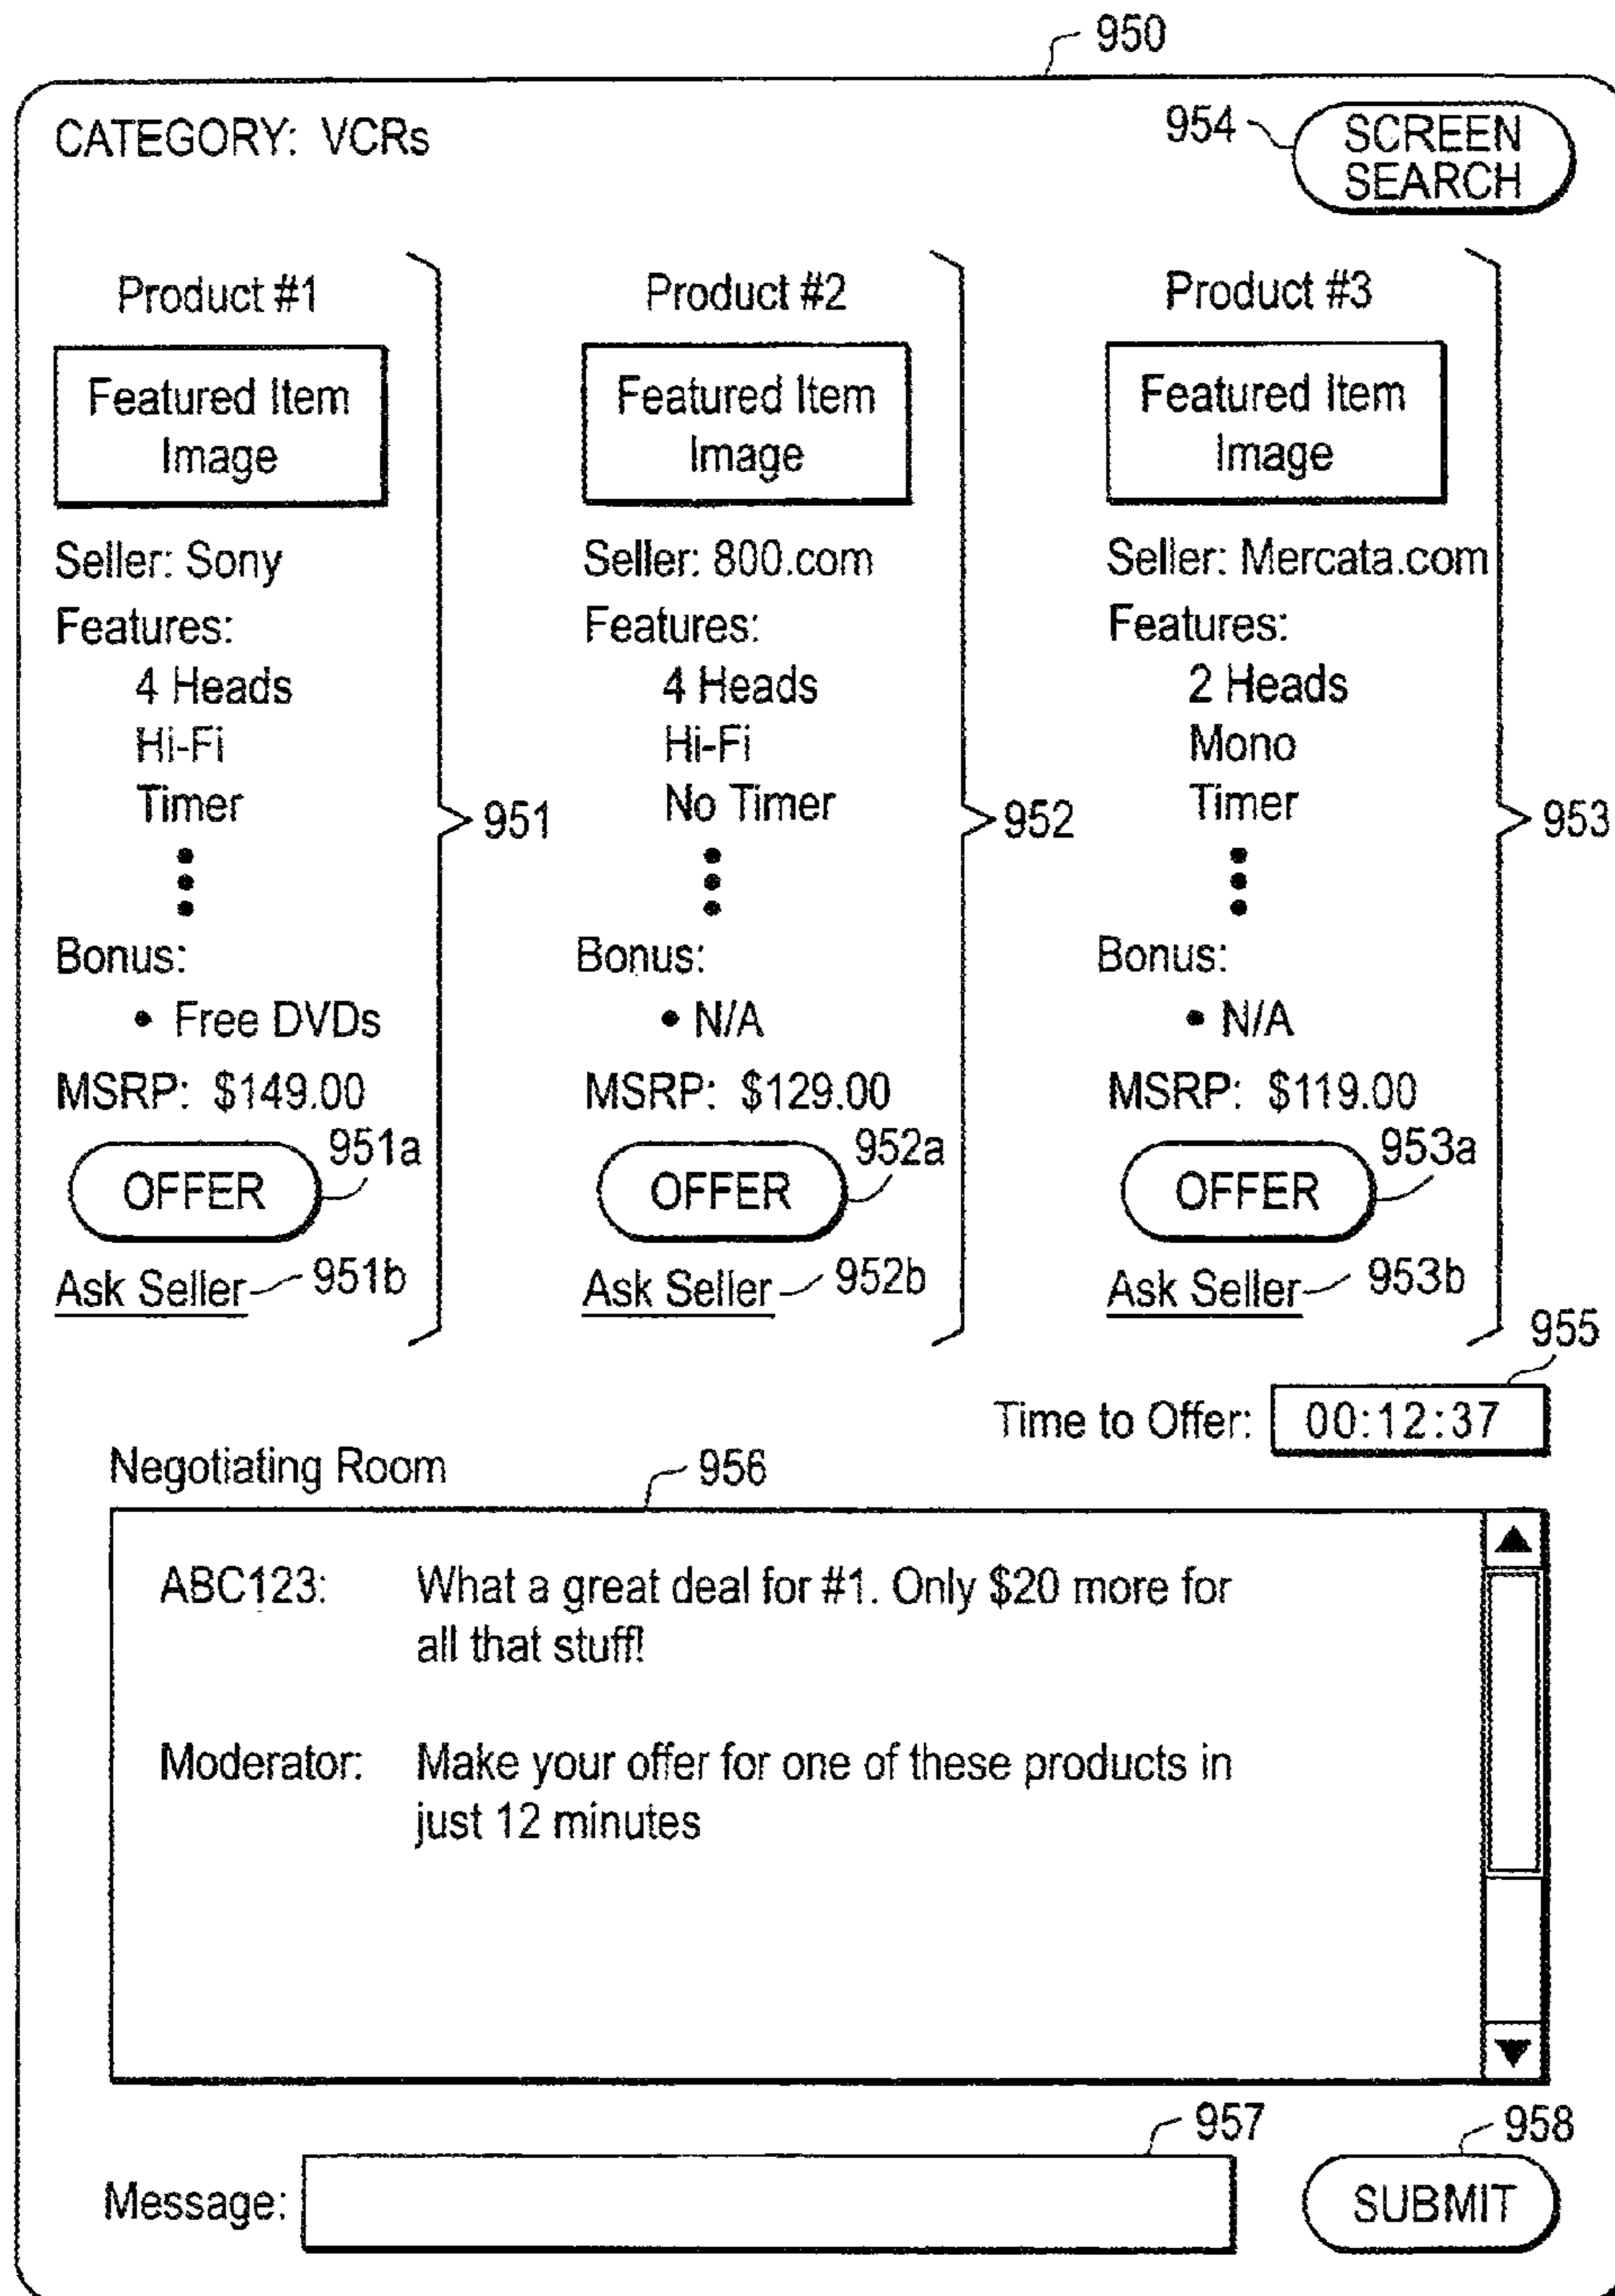 950
CATEGORY: VCRs
954
SCREEN
SEARCH
Product #1
Featured Item
Image
Seller: Sony
Features:
4 Heads
Hi-Fi
Timer
Bonus:
• Free DVDs
MSRP: $149.00
OFFER
951a
Ask Seller
951b
951
Product #2
Featured Item
Image
Seller: 800.com
Features:
4 Heads
Hi-Fi
No Timer
Bonus:
• N/A
MSRP: $129.00
OFFER
952a
Ask Seller
952b
952
Product #3
Featured Item
Image
Seller: Mercata.com
Features:
2 Heads
Mono
Timer
Bonus:
• N/A
MSRP: $119.00
OFFER
953a
Ask Seller
953b
953
955
Time to Offer: 00:12:37
Negotiating Room
956
ABC123: What a great deal for #1. Only $20 more for
all that stuff!
Moderator: Make your offer for one of these products in
just 12 minutes
957
958
Message:
SUBMIT